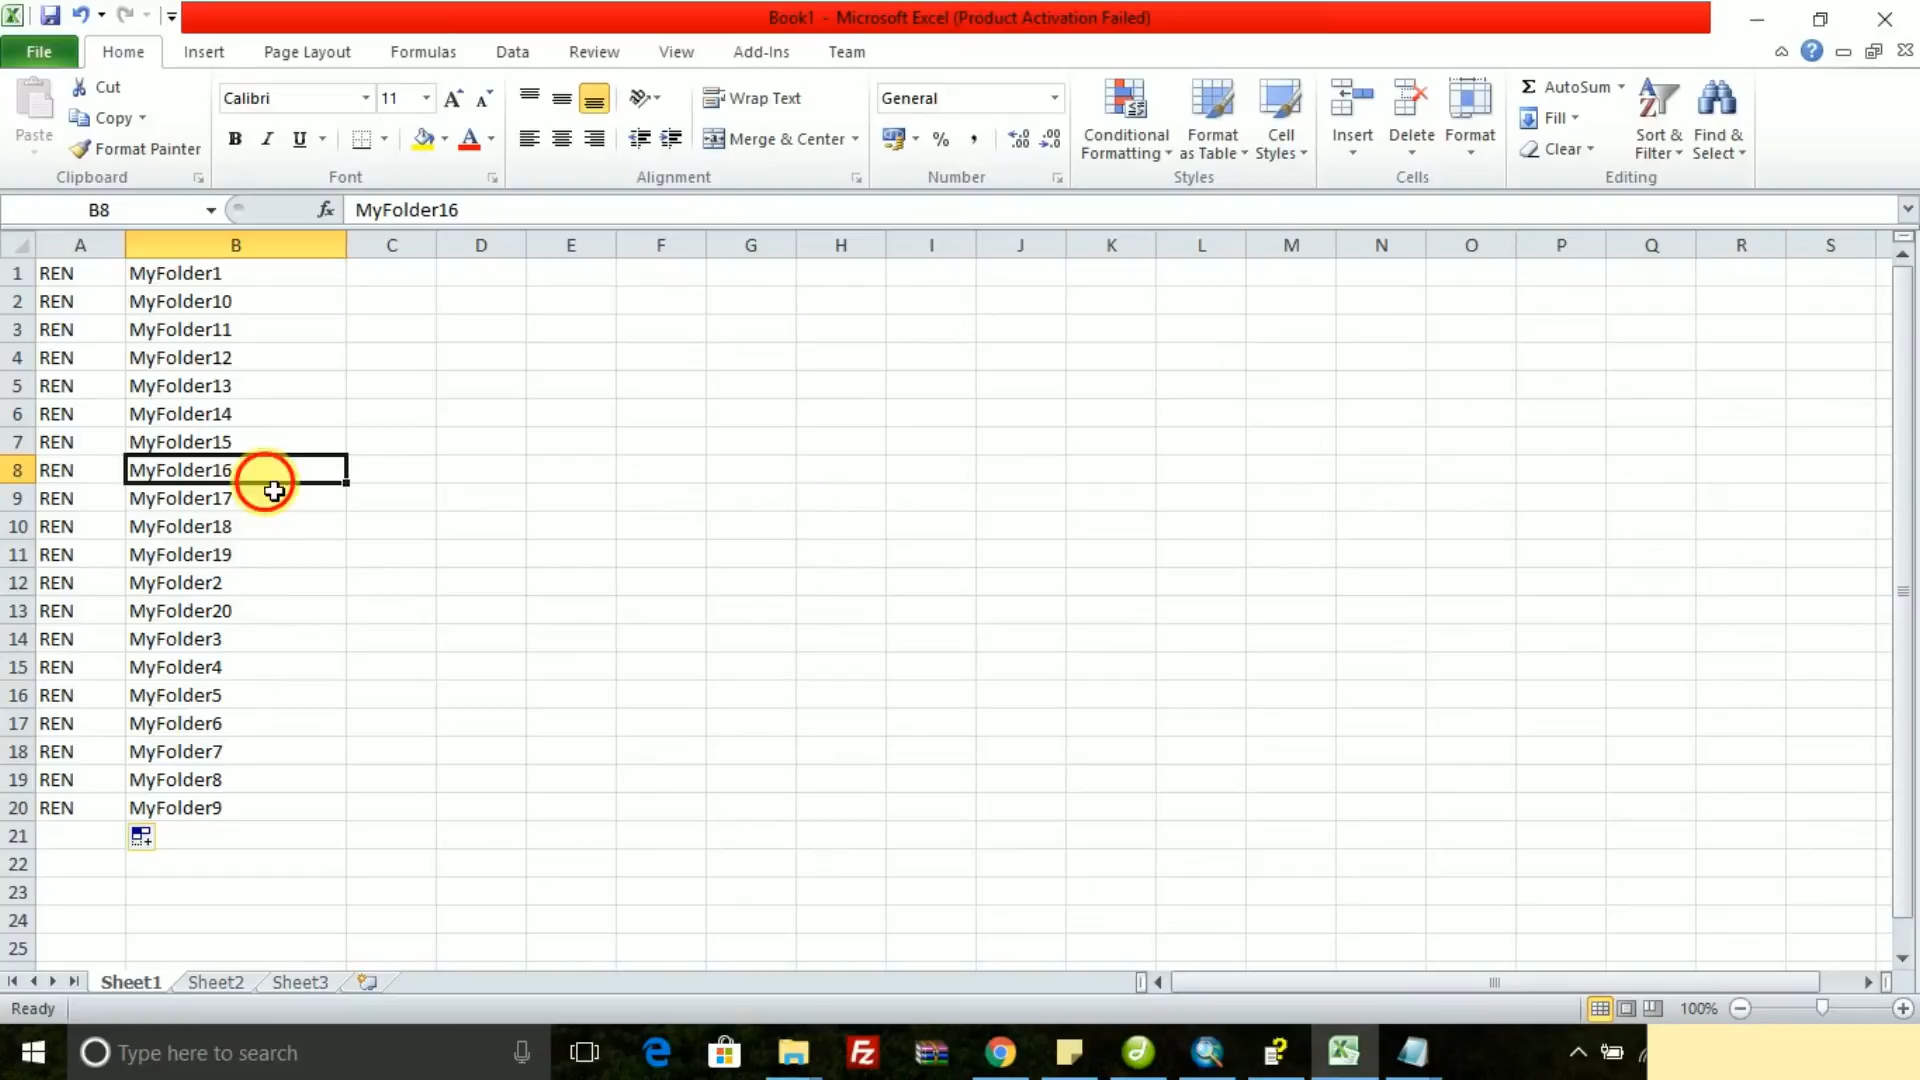 Book1 - Microsoft Excel (Product Activation Failed)
File Home Insert Page Layout Formulas Data Review View Add-Ins Team
Paste
Cut
Copy
Format Painter
Clipboard
Calibri 11
B I U
Font
Wrap Text
Merge & Center
Alignment
General
% ,
Number
Conditional Formatting
Format as Table
Cell Styles
Styles
Insert Delete Format
Cells
AutoSum
Fill
Clear
Sort & Filter
Find & Select
Editing
B8 fx MyFolder16
A B C D E F G H I J K L M N O P Q R S
1 REN MyFolder1
2 REN MyFolder10
3 REN MyFolder11
4 REN MyFolder12
5 REN MyFolder13
6 REN MyFolder14
7 REN MyFolder15
8 REN MyFolder16
9 REN MyFolder17
10 REN MyFolder18
11 REN MyFolder19
12 REN MyFolder2
13 REN MyFolder20
14 REN MyFolder3
15 REN MyFolder4
16 REN MyFolder5
17 REN MyFolder6
18 REN MyFolder7
19 REN MyFolder8
20 REN MyFolder9
21
22
23
24
25
Sheet1 Sheet2 Sheet3
Ready 100%
Type here to search